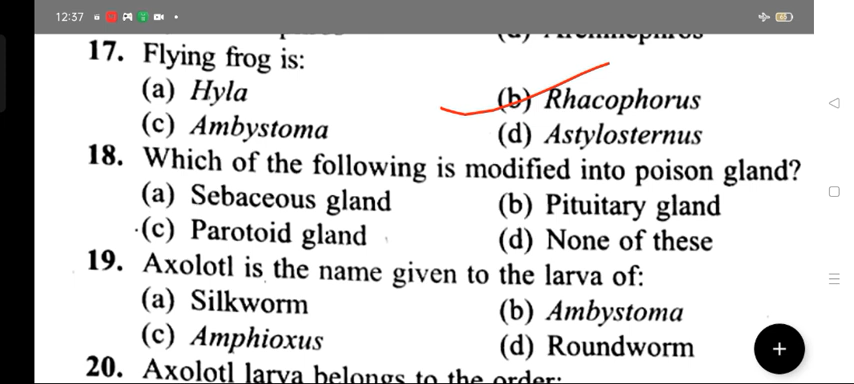 12:37
17. Flying frog is:
(a) Hyla (b) Rhacophorus
(c) Ambystoma (d) Astylosternus
18. Which of the following is modified into poison gland?
(a) Sebaceous gland (b) Pituitary gland
(c) Parotoid gland (d) None of these
19. Axolotl is the name given to the larva of:
(a) Silkworm (b) Ambystoma
(c) Amphioxus (d) Roundworm
20. Axolotl larva belongs to the order: